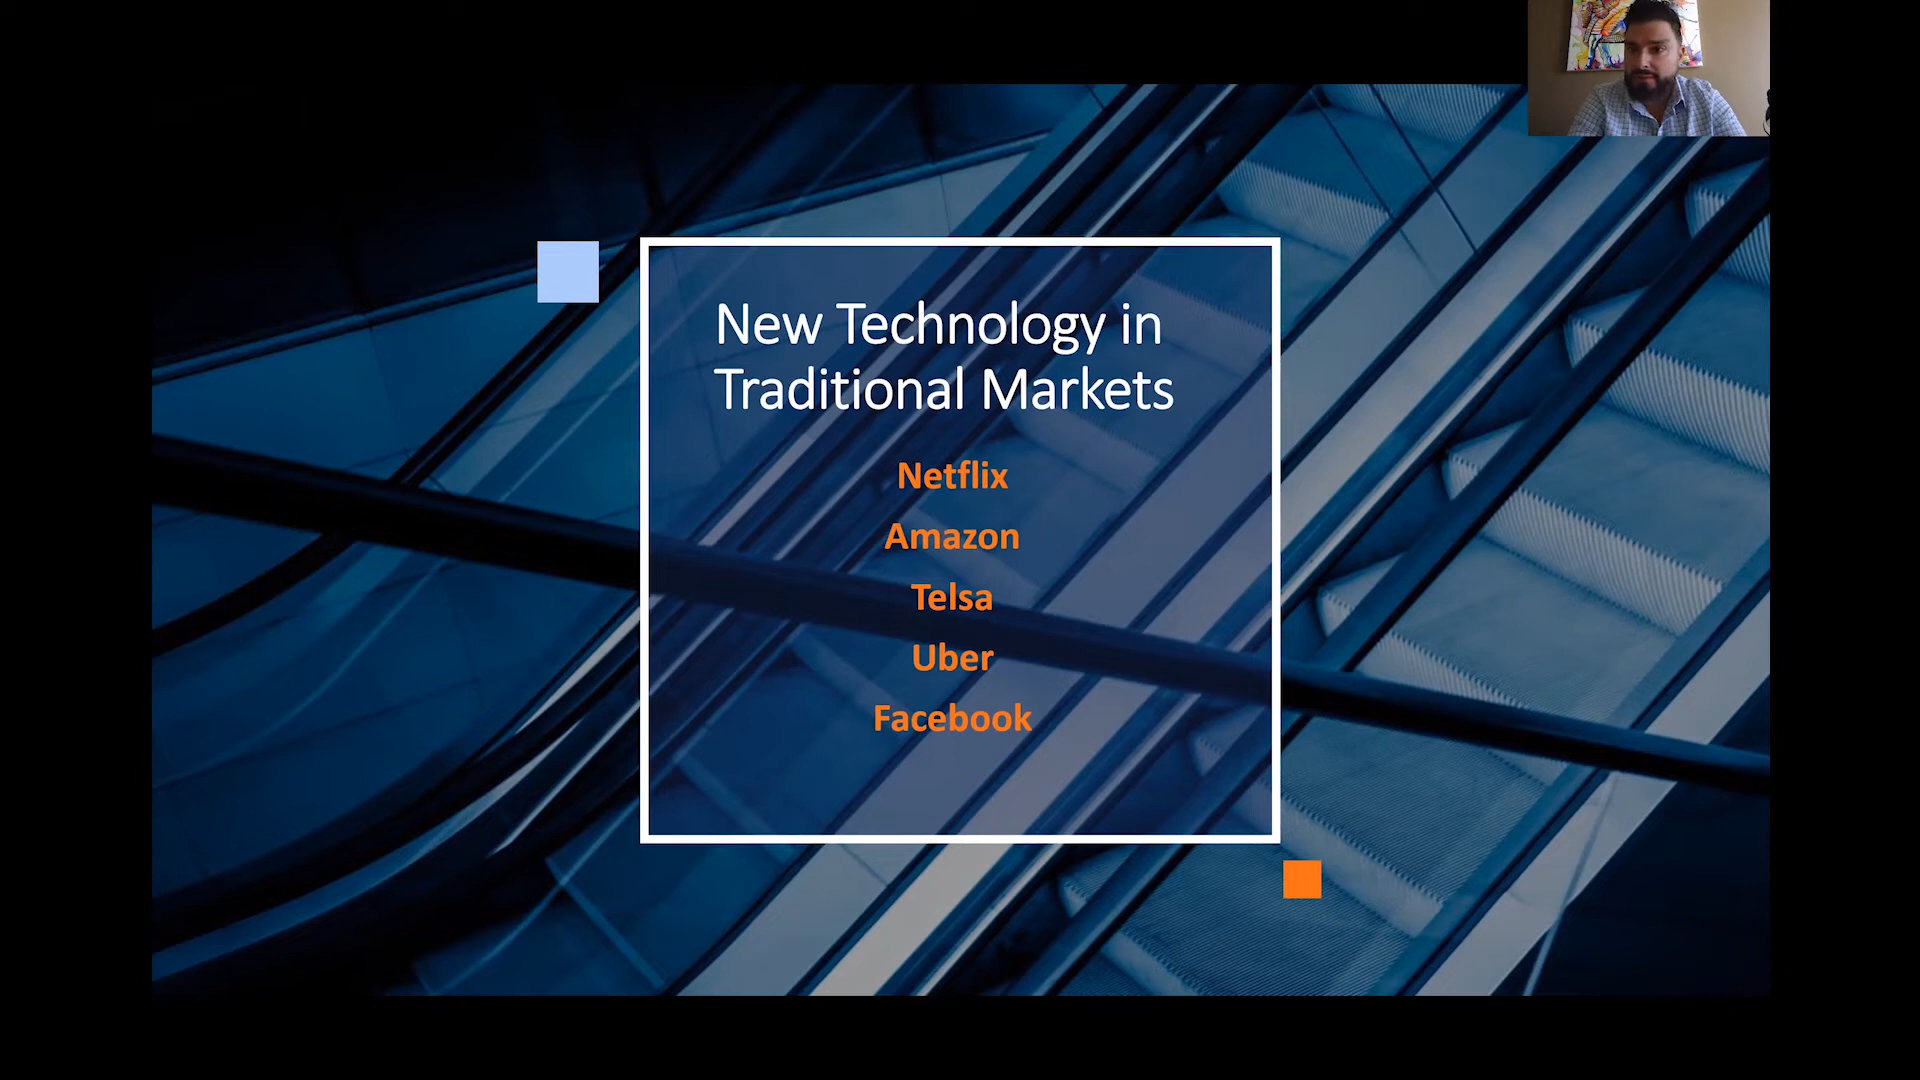 New Technology in
Traditional Markets
Netflix
Amazon
Telsa
Uber
Facebook